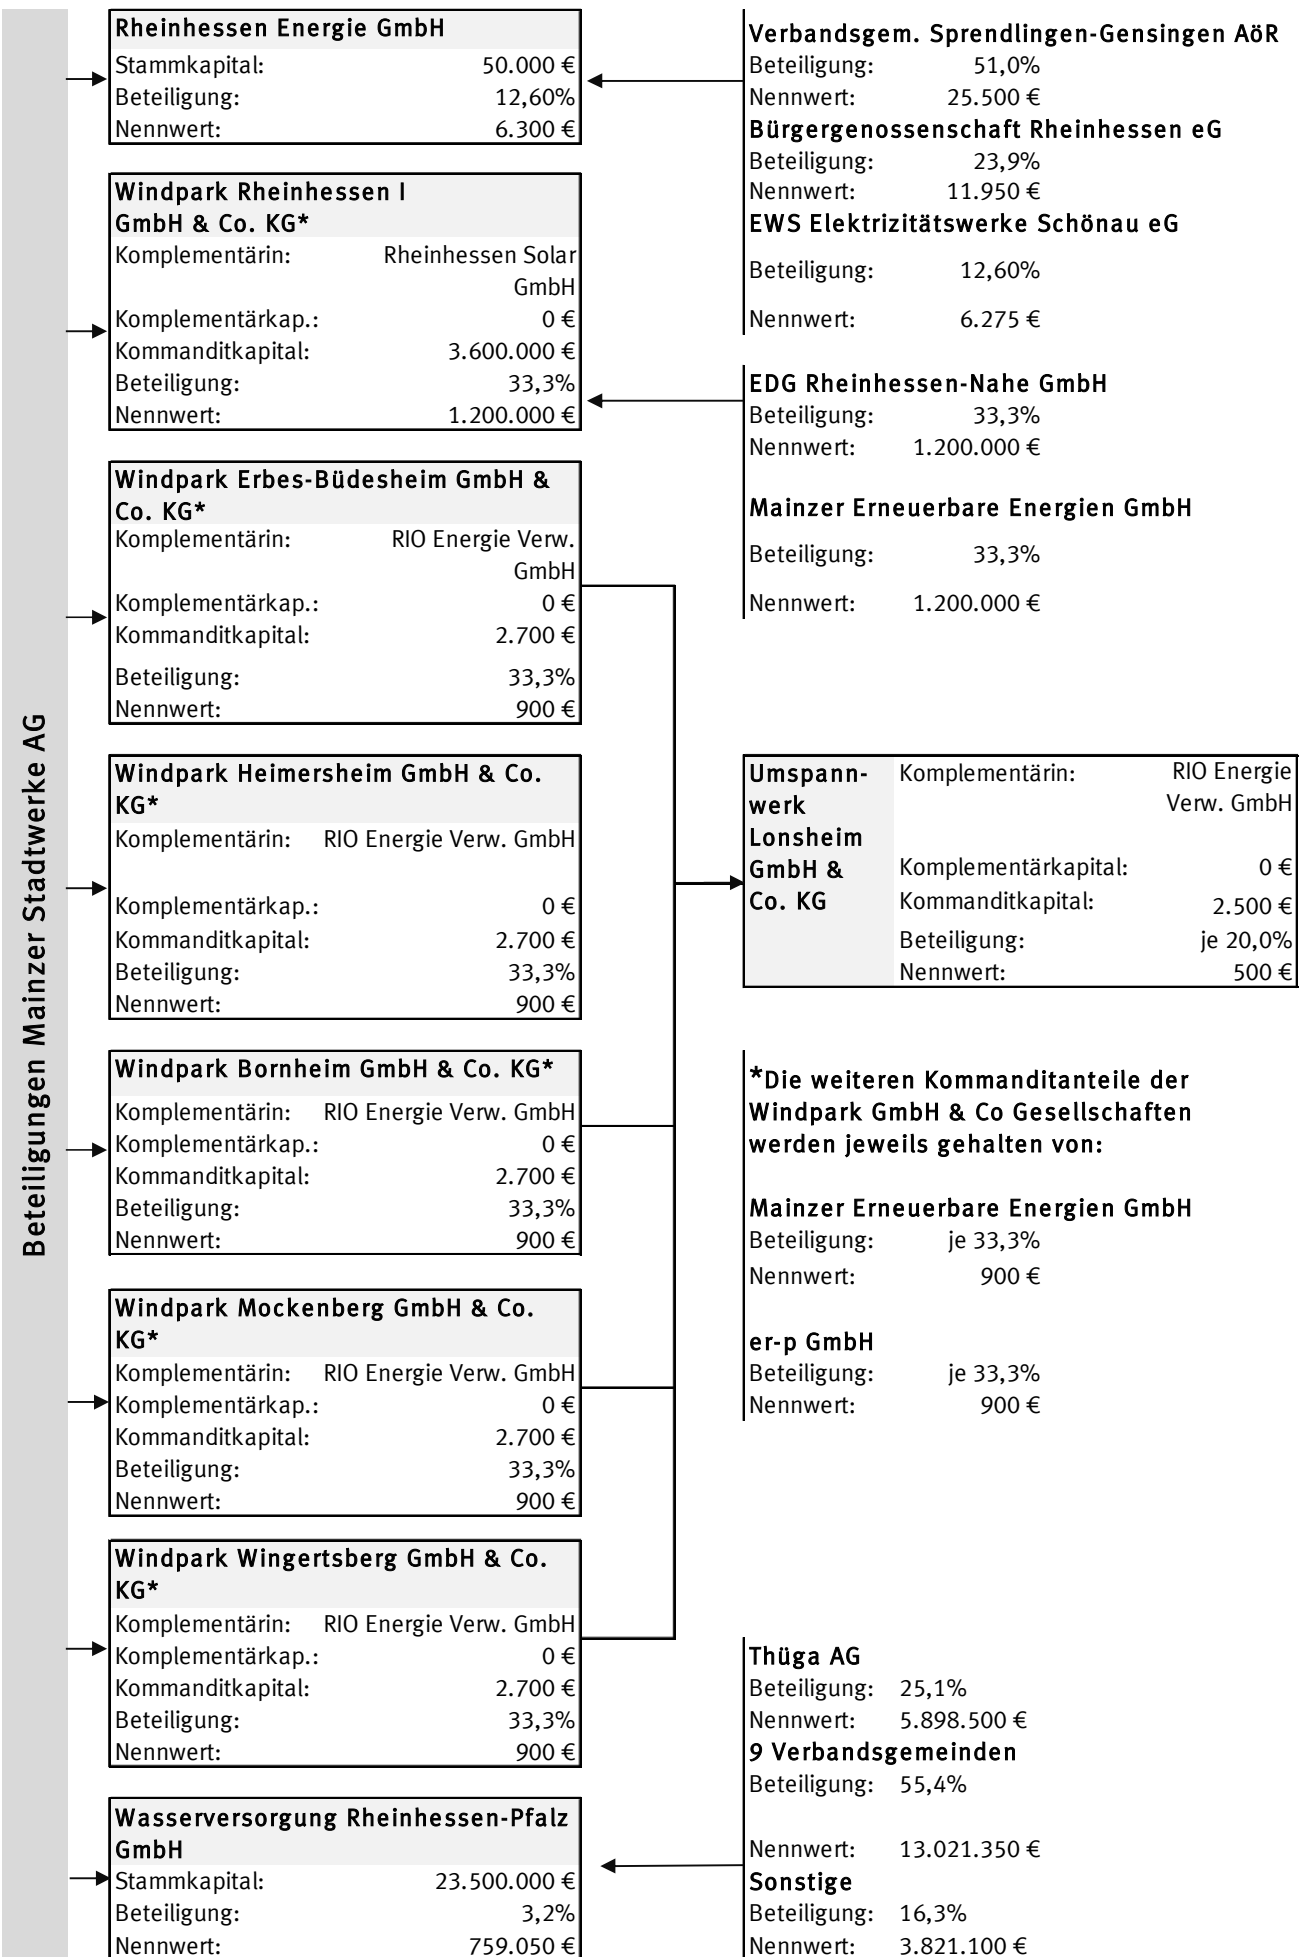 Beteiligungen Mainzer Stadtwerke AG
Rheinhessen Energie GmbH
Stammkapital: 50.000 €
Beteiligung: 12,60%
Nennwert: 6.300 €
Verbandsgem. Sprendlingen-Gensingen AöR
Beteiligung: 51,0%
Nennwert: 25.500 €
Bürgergenossenschaft Rheinhessen eG
Beteiligung: 23,9%
Nennwert: 11.950 €
EWS Elektrizitätswerke Schönau eG
Beteiligung: 12,60%
Nennwert: 6.275 €
Windpark Rheinhessen I
GmbH & Co. KG*
Komplementärin: Rheinhessen Solar
GmbH
Komplementärkap.: 0 €
Kommanditkapital: 3.600.000 €
Beteiligung: 33,3%
Nennwert: 1.200.000 €
EDG Rheinhessen-Nahe GmbH
Beteiligung: 33,3%
Nennwert: 1.200.000 €
Mainzer Erneuerbare Energien GmbH
Beteiligung: 33,3%
Nennwert: 1.200.000 €
Windpark Erbes-Büdesheim GmbH &
Co. KG*
Komplementärin: RIO Energie Verw.
GmbH
Komplementärkap.: 0 €
Kommanditkapital: 2.700 €
Beteiligung: 33,3%
Nennwert: 900 €
Windpark Heimersheim GmbH & Co.
KG*
Komplementärin: RIO Energie Verw. GmbH
Komplementärkap.: 0 €
Kommanditkapital: 2.700 €
Beteiligung: 33,3%
Nennwert: 900 €
Umspann-
werk
Lonsheim
GmbH &
Co. KG
Komplementärin: RIO Energie
Verw. GmbH
Komplementärkapital: 0 €
Kommanditkapital: 2.500 €
Beteiligung: je 20,0%
Nennwert: 500 €
Windpark Bornheim GmbH & Co. KG*
Komplementärin: RIO Energie Verw. GmbH
Komplementärkap.: 0 €
Kommanditkapital: 2.700 €
Beteiligung: 33,3%
Nennwert: 900 €
*Die weiteren Kommanditanteile der
Windpark GmbH & Co Gesellschaften
werden jeweils gehalten von:
Mainzer Erneuerbare Energien GmbH
Beteiligung: je 33,3%
Nennwert: 900 €
er-p GmbH
Beteiligung: je 33,3%
Nennwert: 900 €
Windpark Mockenberg GmbH & Co.
KG*
Komplementärin: RIO Energie Verw. GmbH
Komplementärkap.: 0 €
Kommanditkapital: 2.700 €
Beteiligung: 33,3%
Nennwert: 900 €
Windpark Wingertsberg GmbH & Co.
KG*
Komplementärin: RIO Energie Verw. GmbH
Komplementärkap.: 0 €
Kommanditkapital: 2.700 €
Beteiligung: 33,3%
Nennwert: 900 €
Wasserversorgung Rheinhessen-Pfalz
GmbH
Stammkapital: 23.500.000 €
Beteiligung: 3,2%
Nennwert: 759.050 €
Thüga AG
Beteiligung: 25,1%
Nennwert: 5.898.500 €
9 Verbandsgemeinden
Beteiligung: 55,4%
Nennwert: 13.021.350 €
Sonstige
Beteiligung: 16,3%
Nennwert: 3.821.100 €